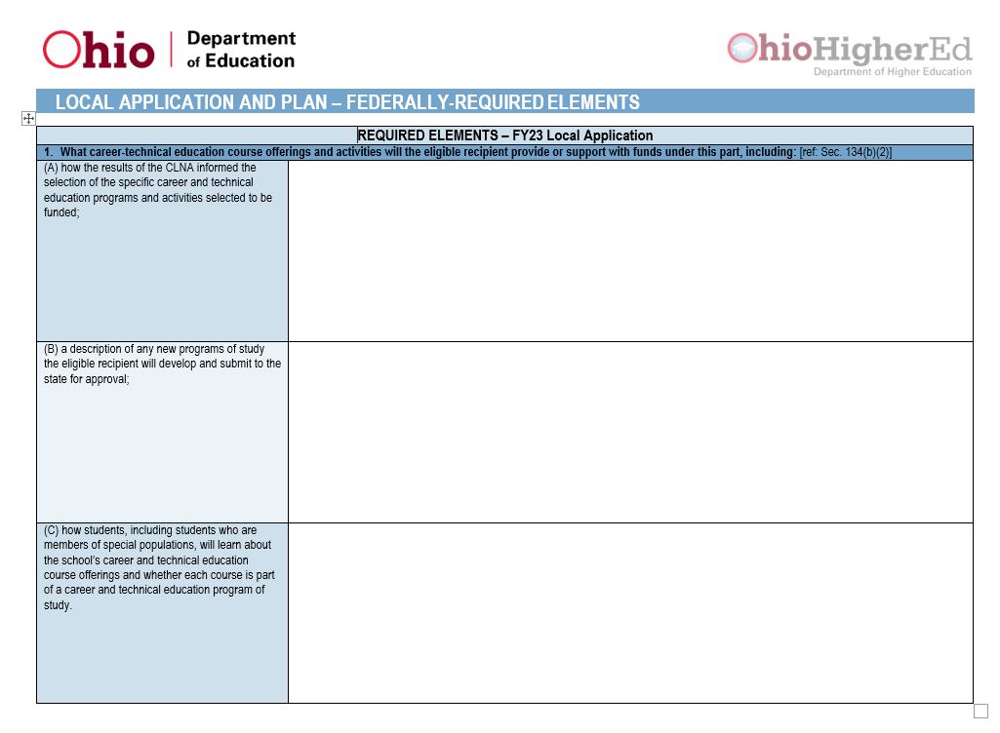 Ohio Department of Education
OhioHigherEd
Department of Higher Education
LOCAL APPLICATION AND PLAN – FEDERALLY-REQUIRED ELEMENTS
REQUIRED ELEMENTS – FY23 Local Application
1. What career-technical education course offerings and activities will the eligible recipient provide or support with funds under this part, including: [ref: Sec. 134(b)(2)]
(A) how the results of the CLNA informed the
selection of the specific career and technical
education programs and activities selected to be
funded;
(B) a description of any new programs of study
the eligible recipient will develop and submit to the
state for approval;
(C) how students, including students who are
members of special populations, will learn about
the school's career and technical education
course offerings and whether each course is part
of a career and technical education program of
study.